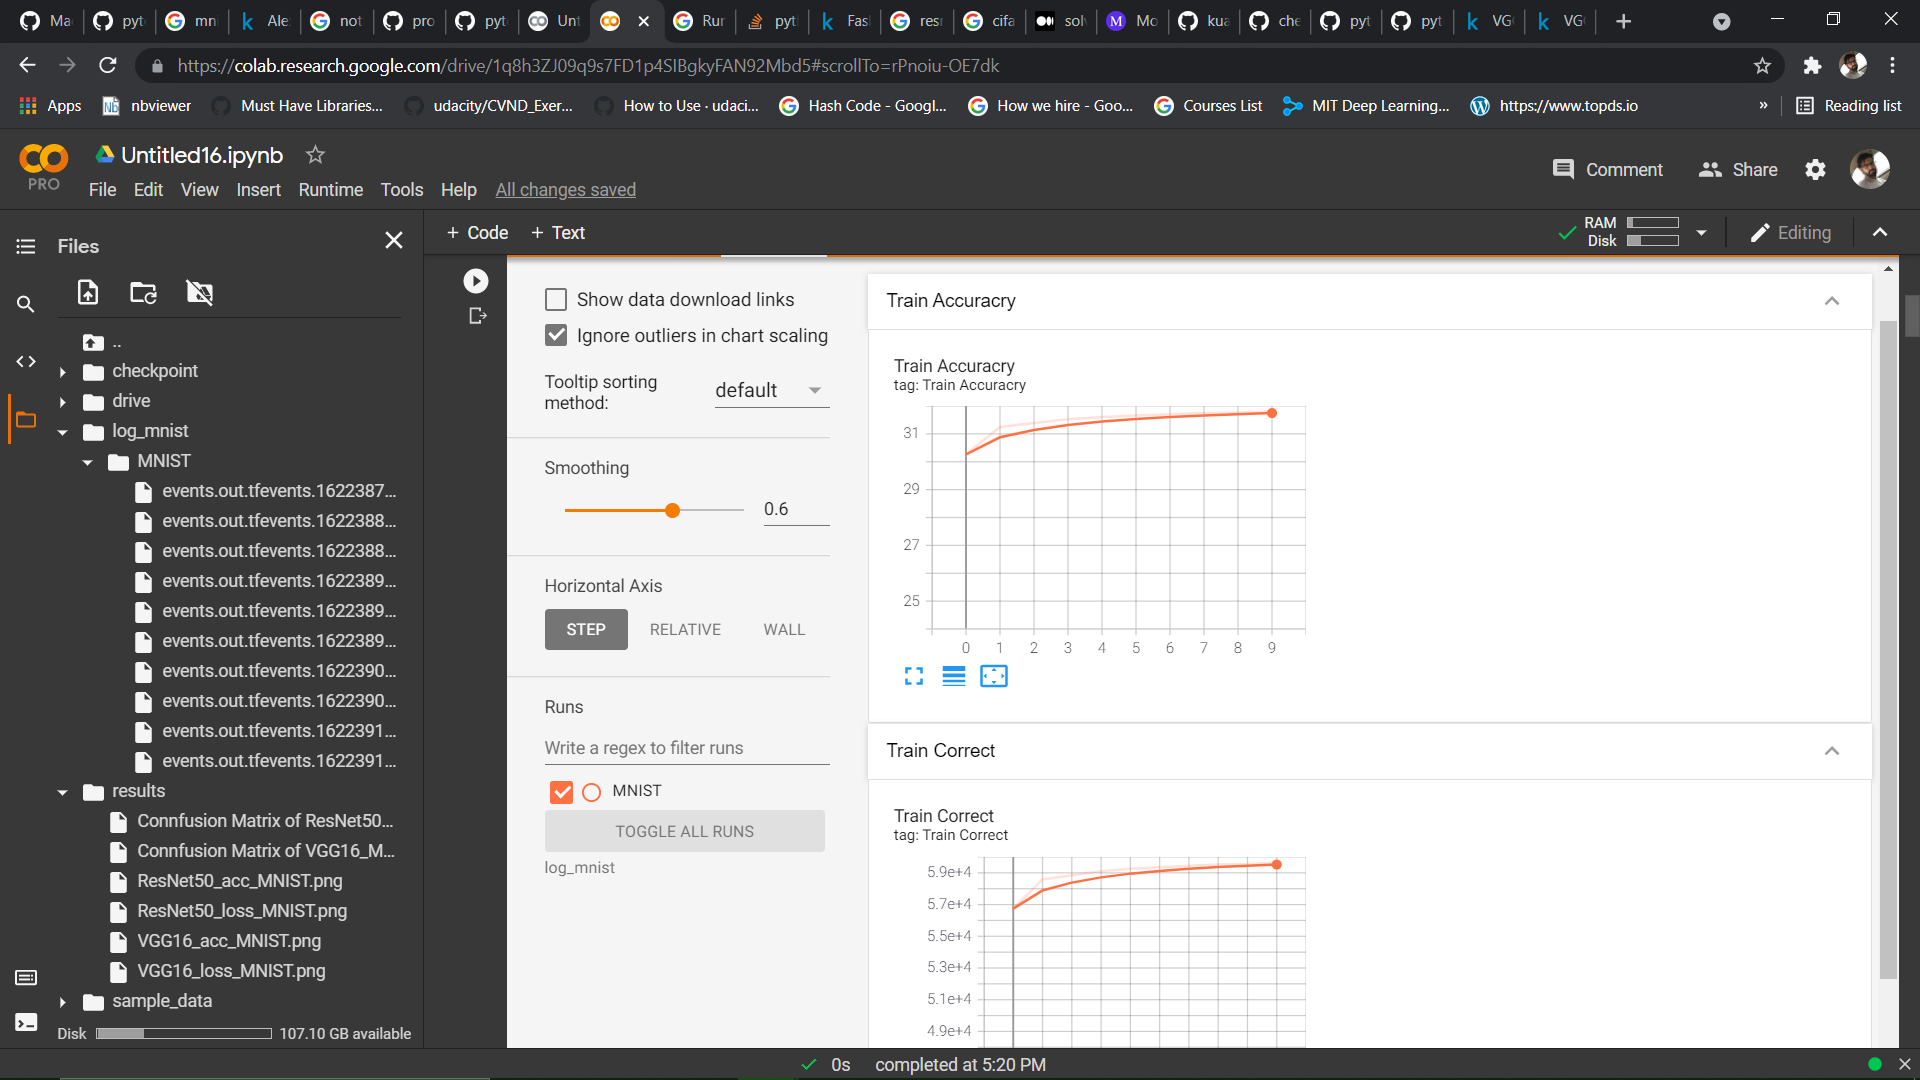 Ma
pyt
mni
Ale
not
pro
pyt
Unt
Rur
pyt
Fas
resr
cifa
solv
Mo
kua
che
pyt
pyt
VG
VG
https://colab.research.google.com/drive/1q8h3ZJ09q9s7FD1p4SIBgkyFAN92Mbd5#scrollTo=rPnoiu-OE7dk
Apps
nbviewer
Must Have Libraries...
udacity/CVND_Exer...
How to Use · udaci...
Hash Code - Googl...
How we hire - Goo...
Courses List
MIT Deep Learning...
https://www.topds.io
»
Reading list
PRO
Untitled16.ipynb
File Edit View Insert Runtime Tools Help All changes saved
Comment
Share
Files
+ Code + Text
RAM
Disk
Editing
..
checkpoint
drive
log_mnist
MNIST
events.out.tfevents.1622387...
events.out.tfevents.1622388...
events.out.tfevents.1622388...
events.out.tfevents.1622389...
events.out.tfevents.1622389...
events.out.tfevents.1622389...
events.out.tfevents.1622390...
events.out.tfevents.1622390...
events.out.tfevents.1622391...
events.out.tfevents.1622391...
results
Connfusion Matrix of ResNet50...
Connfusion Matrix of VGG16_M...
ResNet50_acc_MNIST.png
ResNet50_loss_MNIST.png
VGG16_acc_MNIST.png
VGG16_loss_MNIST.png
sample_data
Disk 107.10 GB available
Show data download links
Ignore outliers in chart scaling
Tooltip sorting
method:
default
Smoothing
0.6
Horizontal Axis
STEP RELATIVE WALL
Runs
Write a regex to filter runs
MNIST
TOGGLE ALL RUNS
log_mnist
Train Accuracry
Train Accuracry
tag: Train Accuracry
31
29
27
25
0 1 2 3 4 5 6 7 8 9
Train Correct
Train Correct
tag: Train Correct
5.9e+4
5.7e+4
5.5e+4
5.3e+4
5.1e+4
4.9e+4
0s completed at 5:20 PM